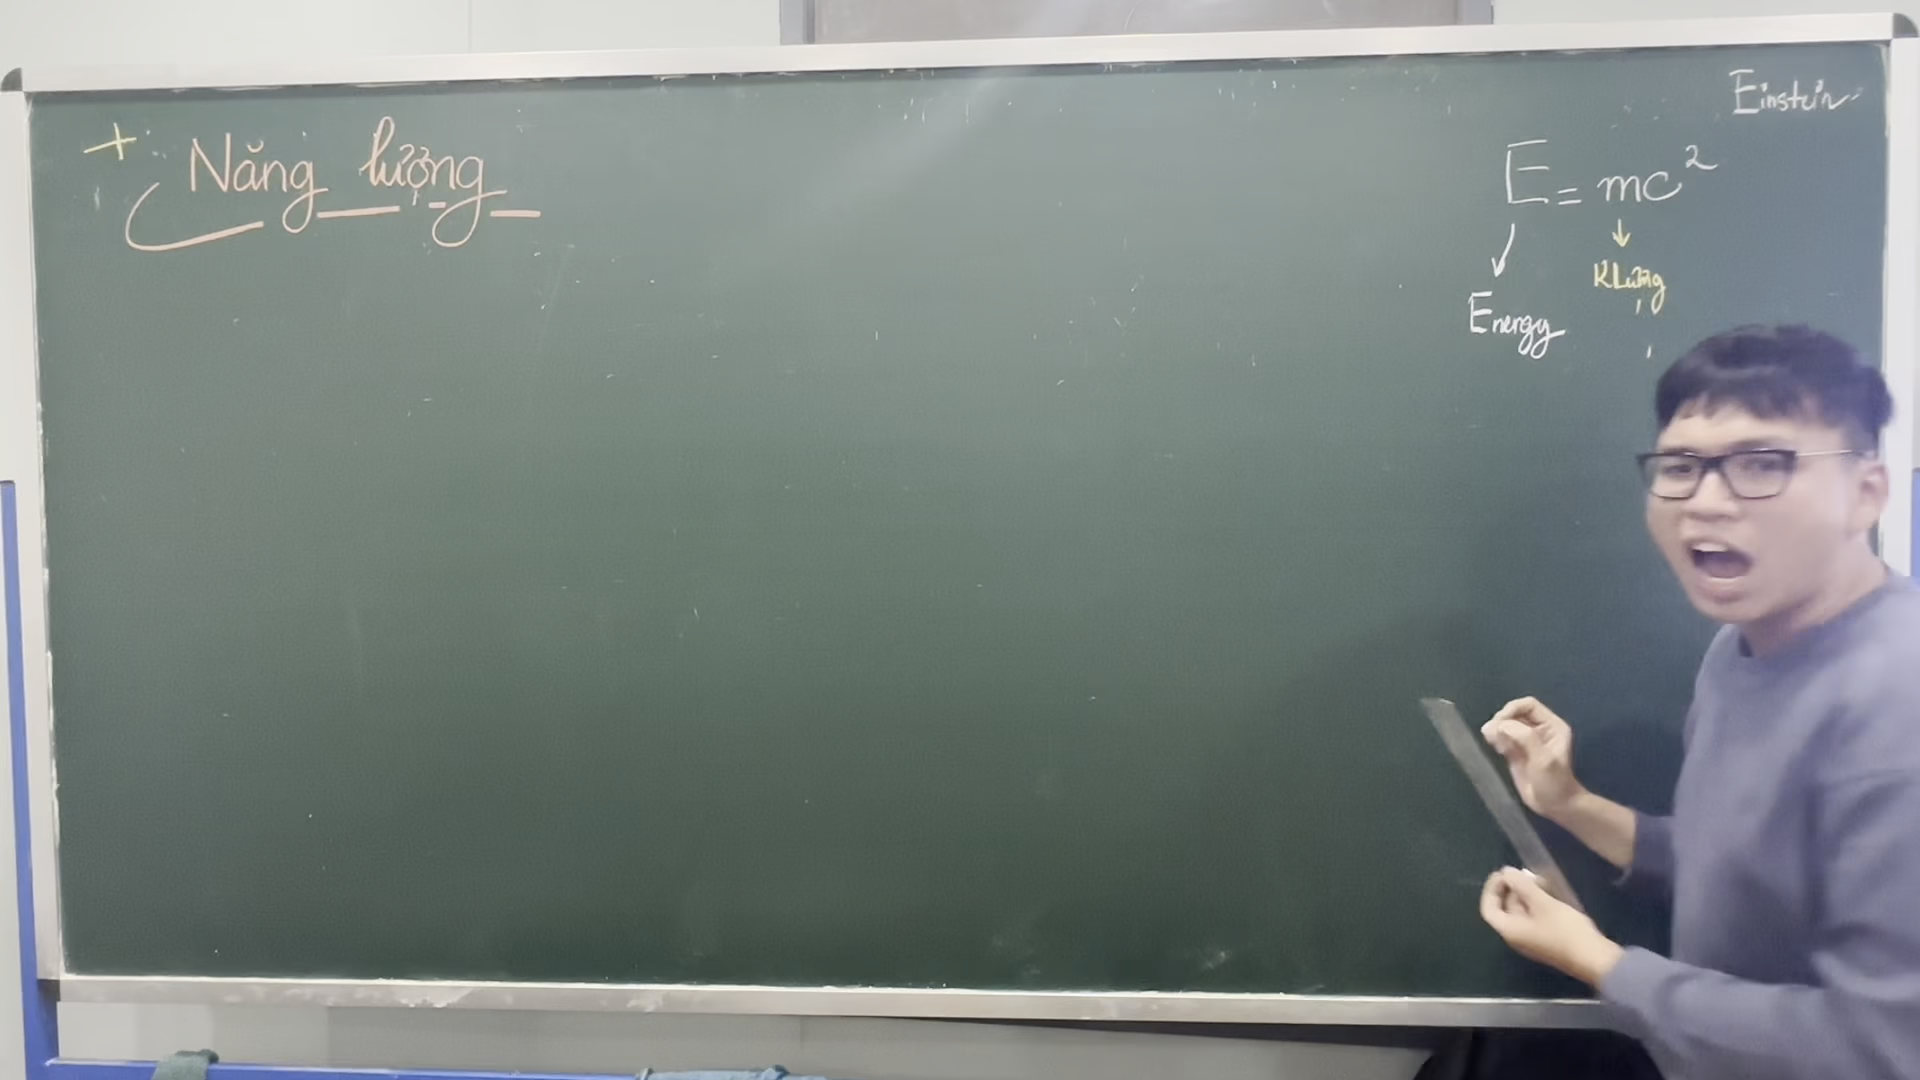 + Năng lượng
Einstein
E = mc²
KLượng
Energy